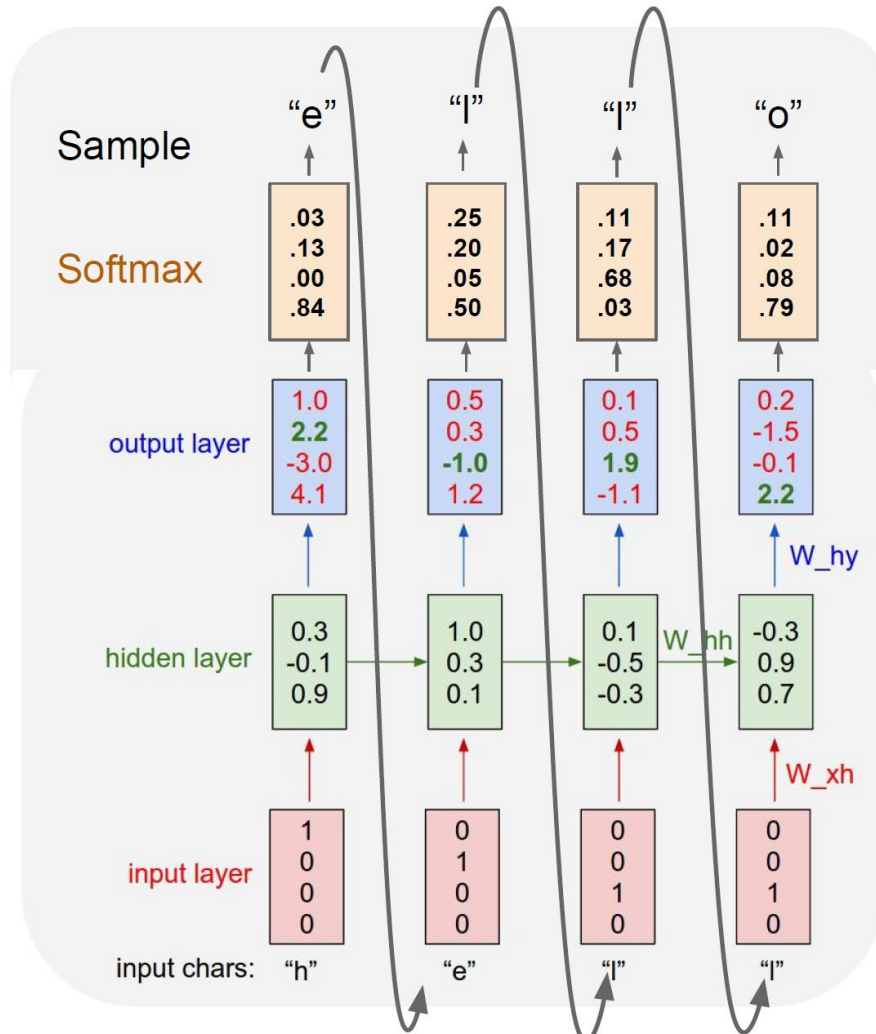 “e” “l” “l” “o”
Sample
.03 .25 .11 .11
.13 .20 .17 .02
Softmax
.00 .05 .68 .08
.84 .50 .03 .79
1.0 0.5 0.1 0.2
output layer 2.2 0.3 0.5 -1.5
-3.0 -1.0 1.9 -0.1
4.1 1.2 -1.1 2.2
W_hy
0.3 1.0 0.1 W_hh -0.3
hidden layer -0.1 0.3 -0.5 0.9
0.9 0.1 -0.3 0.7
W_xh
1 0 0 0
input layer 0 1 0 0
0 0 1 1
0 0 0 0
input chars: “h” “e” “l” “l”